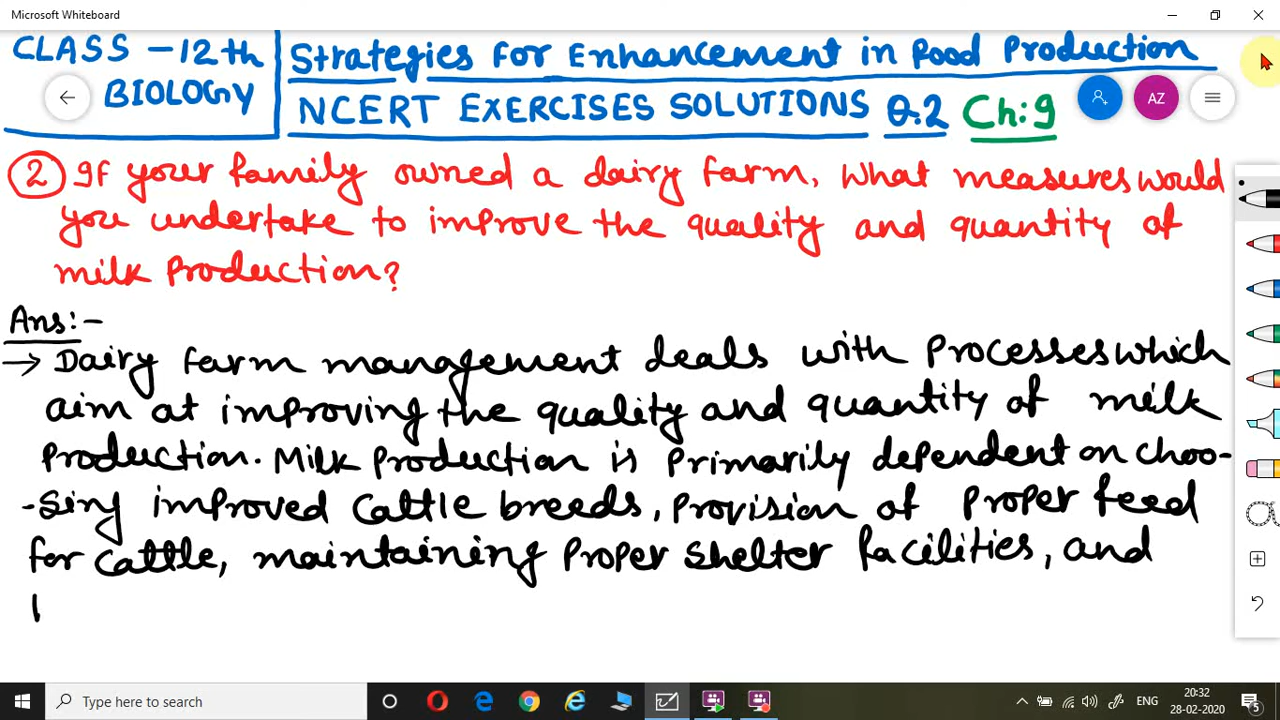 Microsoft Whiteboard
CLASS - 12th
BIOLOGY
Strategies for Enhancement in Food Production
NCERT EXERCISES SOLUTIONS Q.2 Ch:9
AZ
② If your family owned a dairy farm, what measures would
you undertake to improve the quality and quantity of
milk production?
Ans:-
→ Dairy farm management deals with processes which
aim at improving the quality and quantity of milk
production. Milk production is primarily dependent on choo-
-sing improved cattle breeds, provision of proper feed
for cattle, maintaining proper shelter facilities, and
Type here to search
ENG
20:32
28-02-2020
5